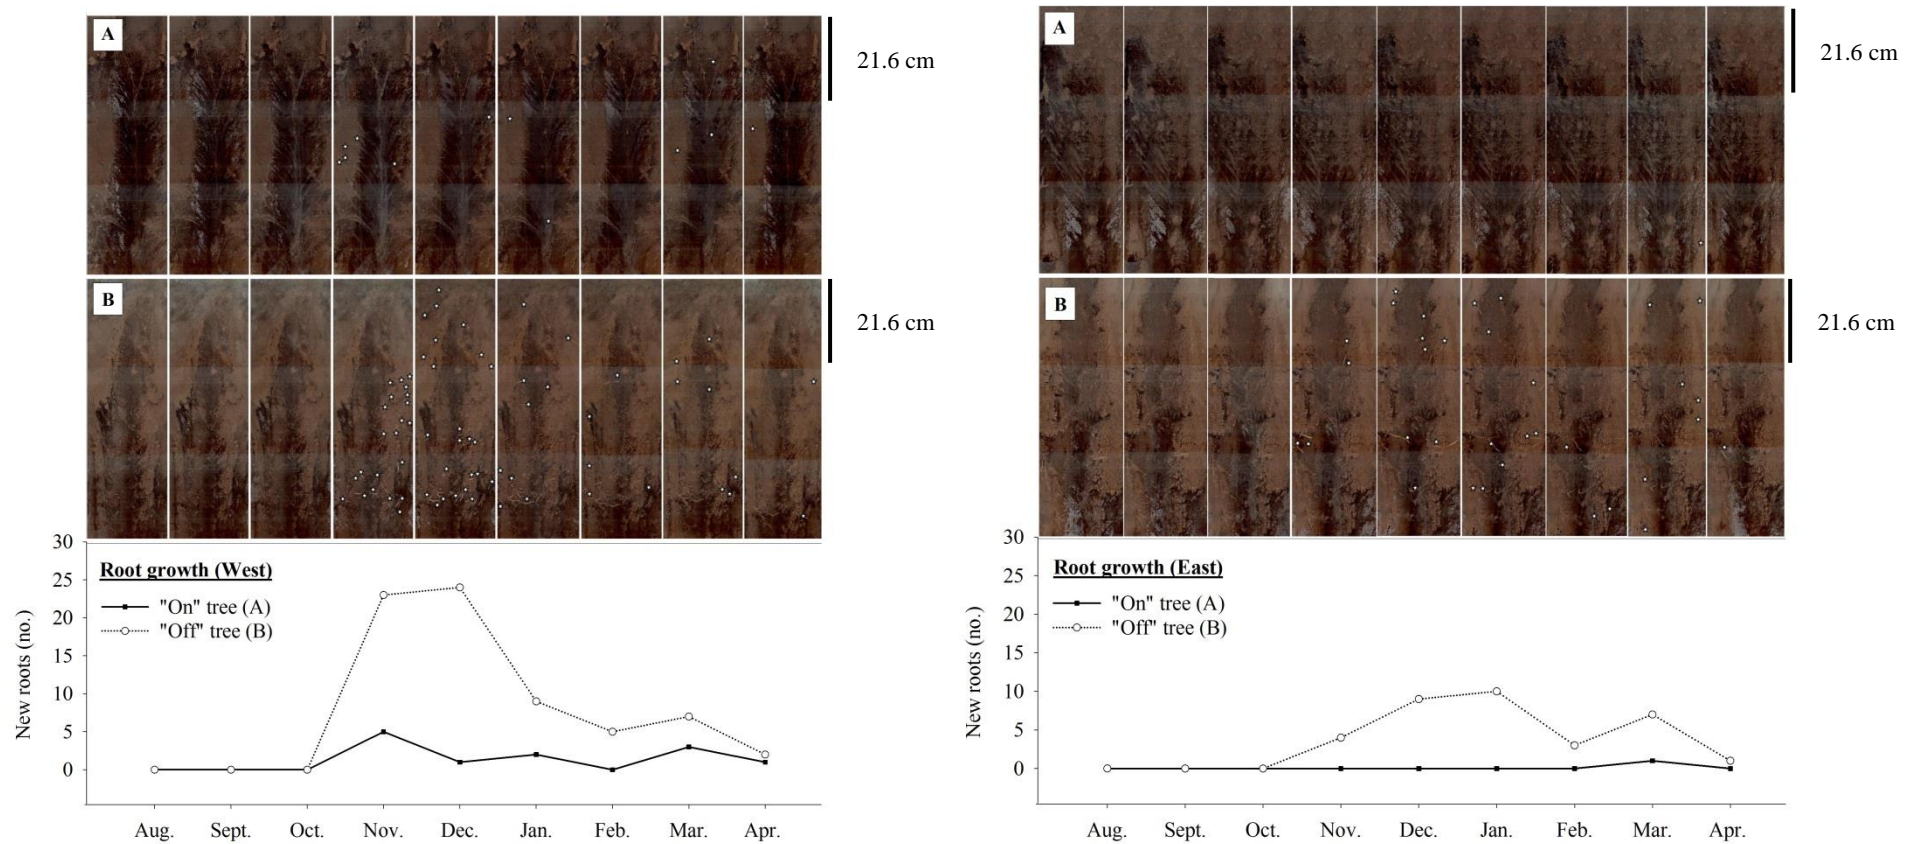 A
21.6 cm
B
21.6 cm
30
25
20
15
10
5
0
New roots (no.)
Root growth (West)
"On" tree (A)
"Off" tree (B)
Aug. Sept. Oct. Nov. Dec. Jan. Feb. Mar. Apr.
A
21.6 cm
B
21.6 cm
30
25
20
15
10
5
0
New roots (no.)
Root growth (East)
"On" tree (A)
"Off" tree (B)
Aug. Sept. Oct. Nov. Dec. Jan. Feb. Mar. Apr.